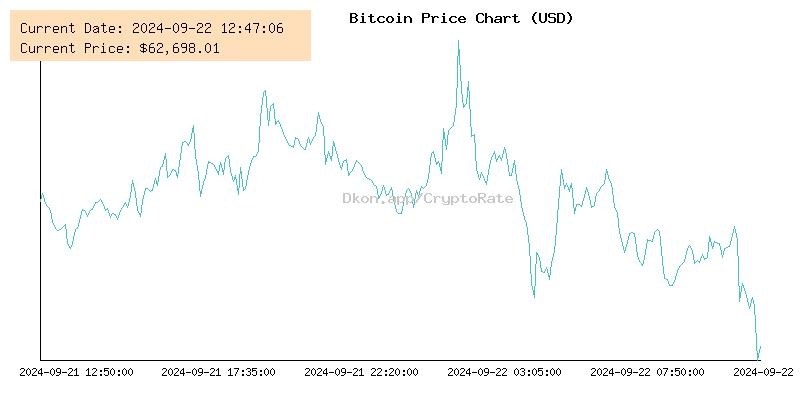 Bitcoin Price Chart (USD)
Current Date: 2024-09-22 12:47:06
Current Price: $62,698.01
Dkon.app/CryptoRate
2024-09-21 12:50:00
2024-09-21 17:35:00
2024-09-21 22:20:00
2024-09-22 03:05:00
2024-09-22 07:50:00
2024-09-22